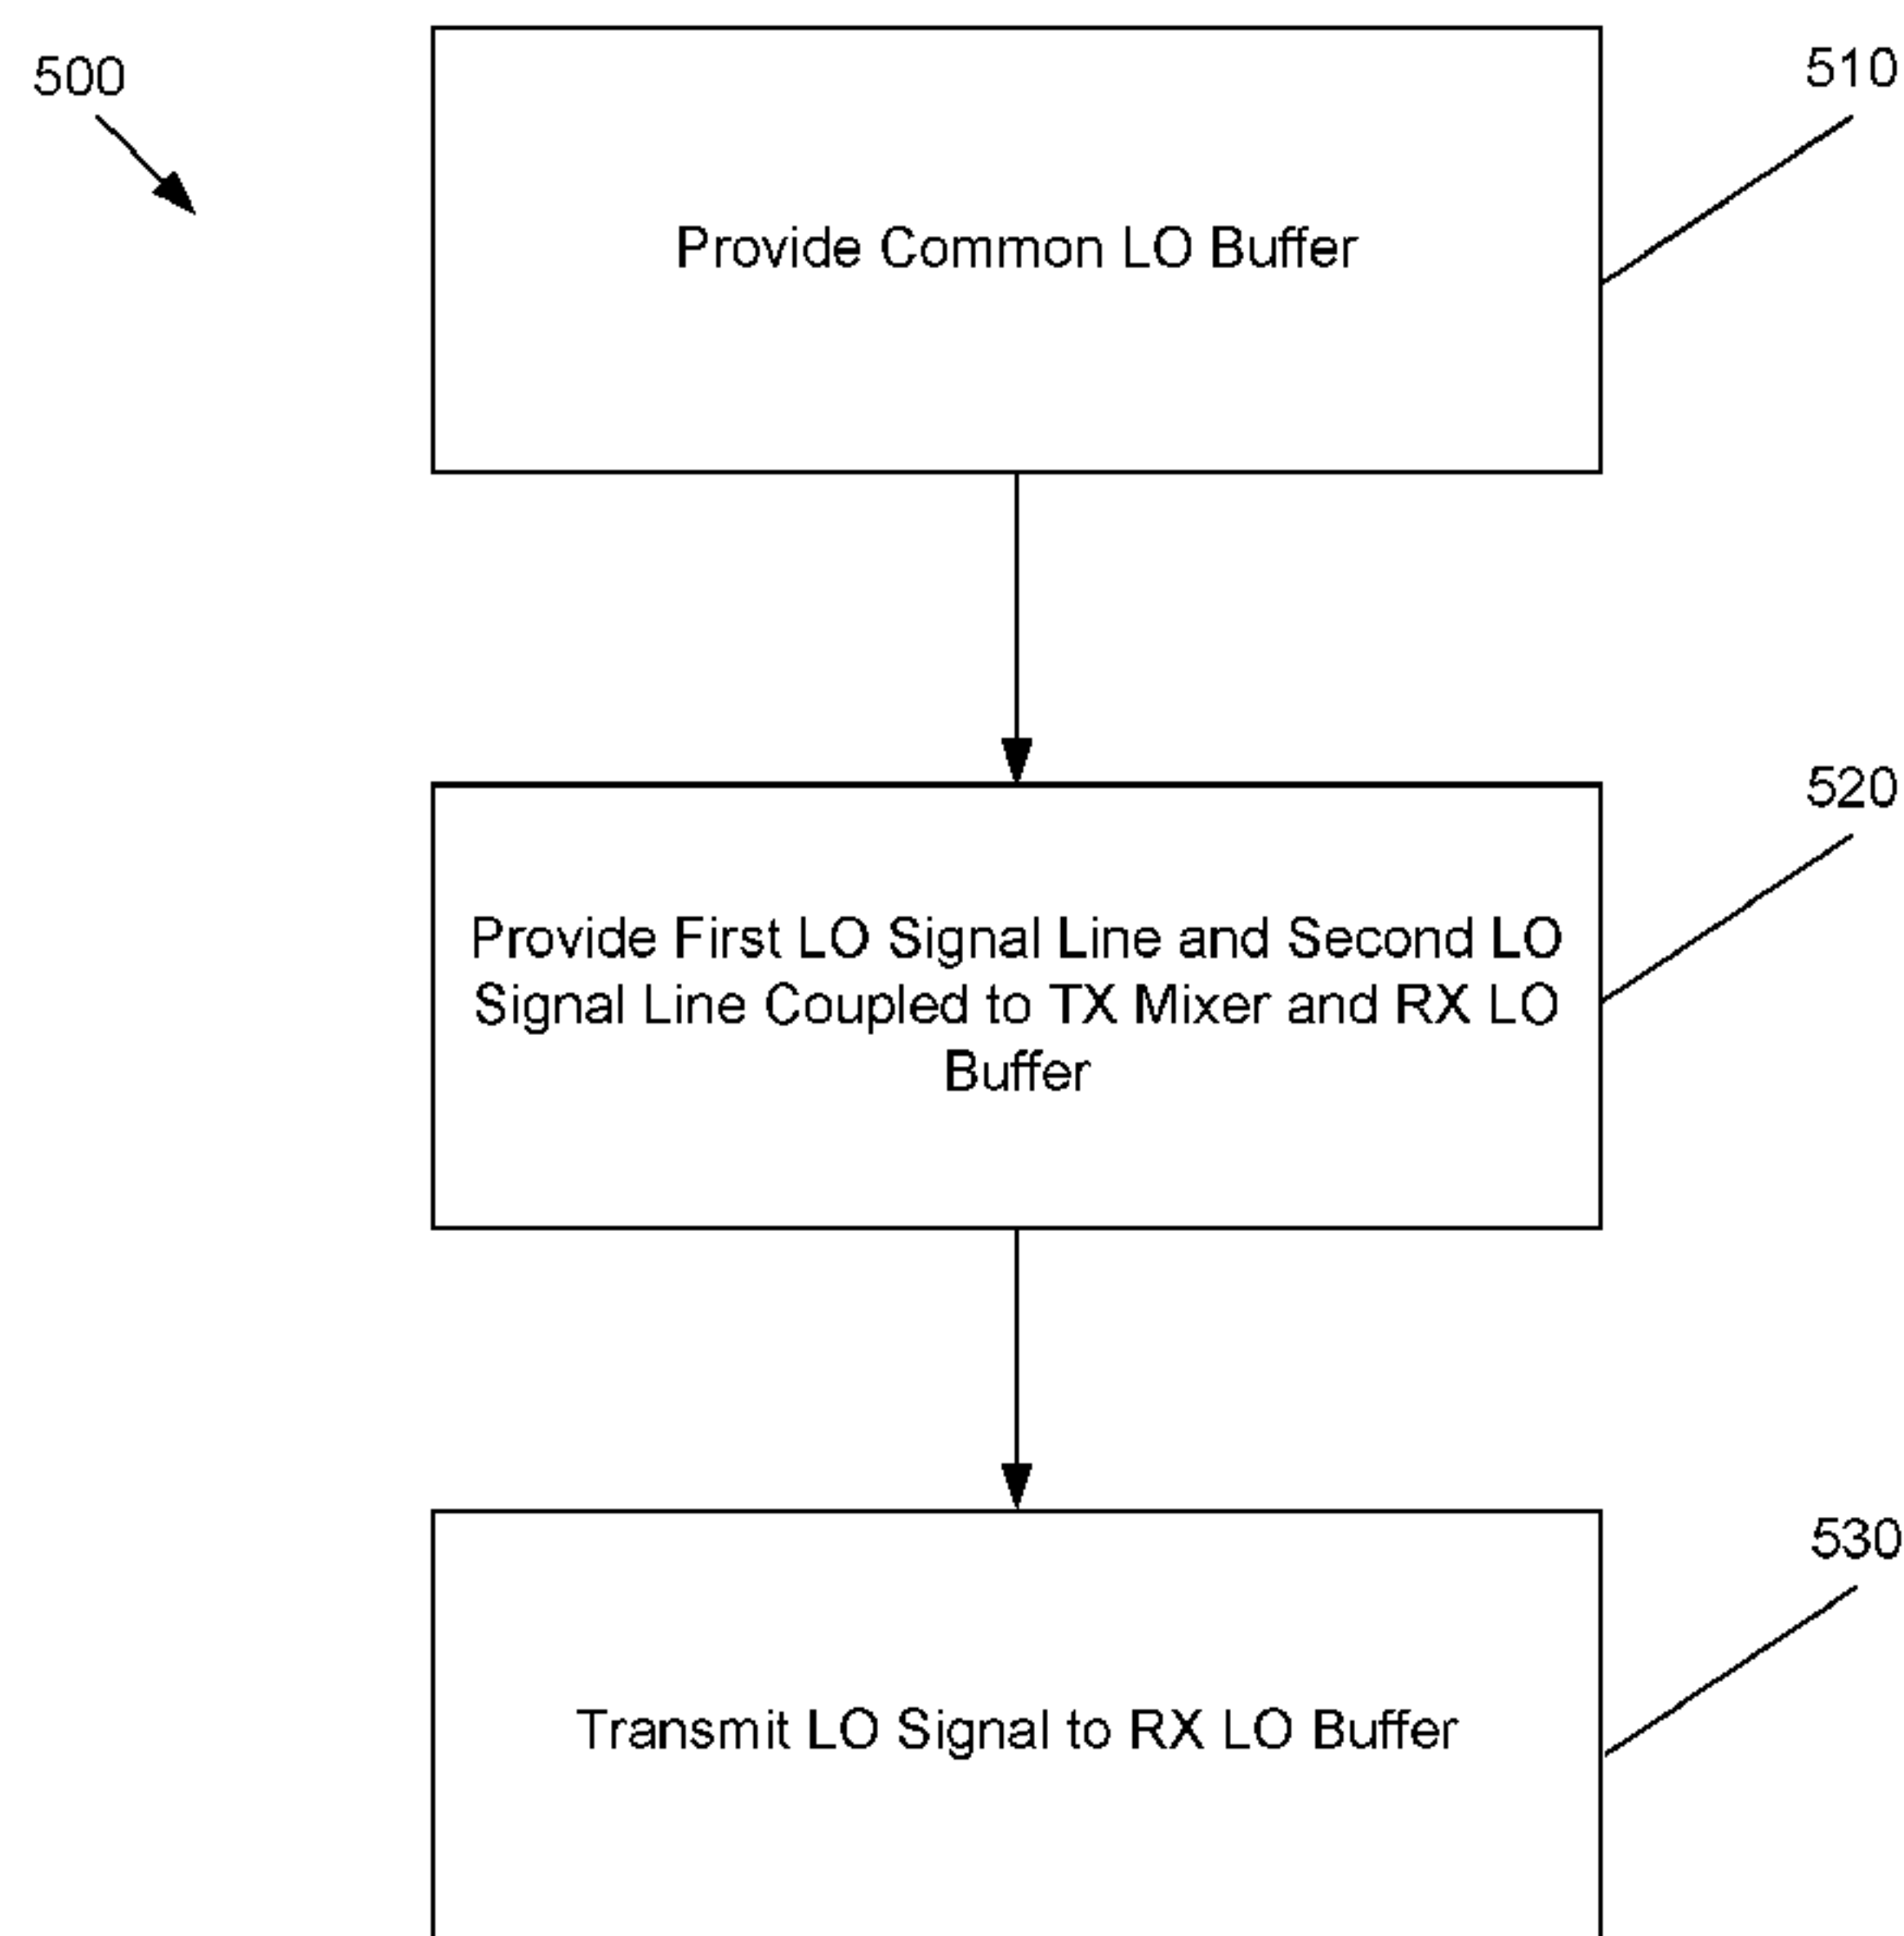 500
510
Provide Common LO Buffer
520
Provide First LO Signal Line and Second LO
Signal Line Coupled to TX Mixer and RX LO
Buffer
530
Transmit LO Signal to RX LO Buffer